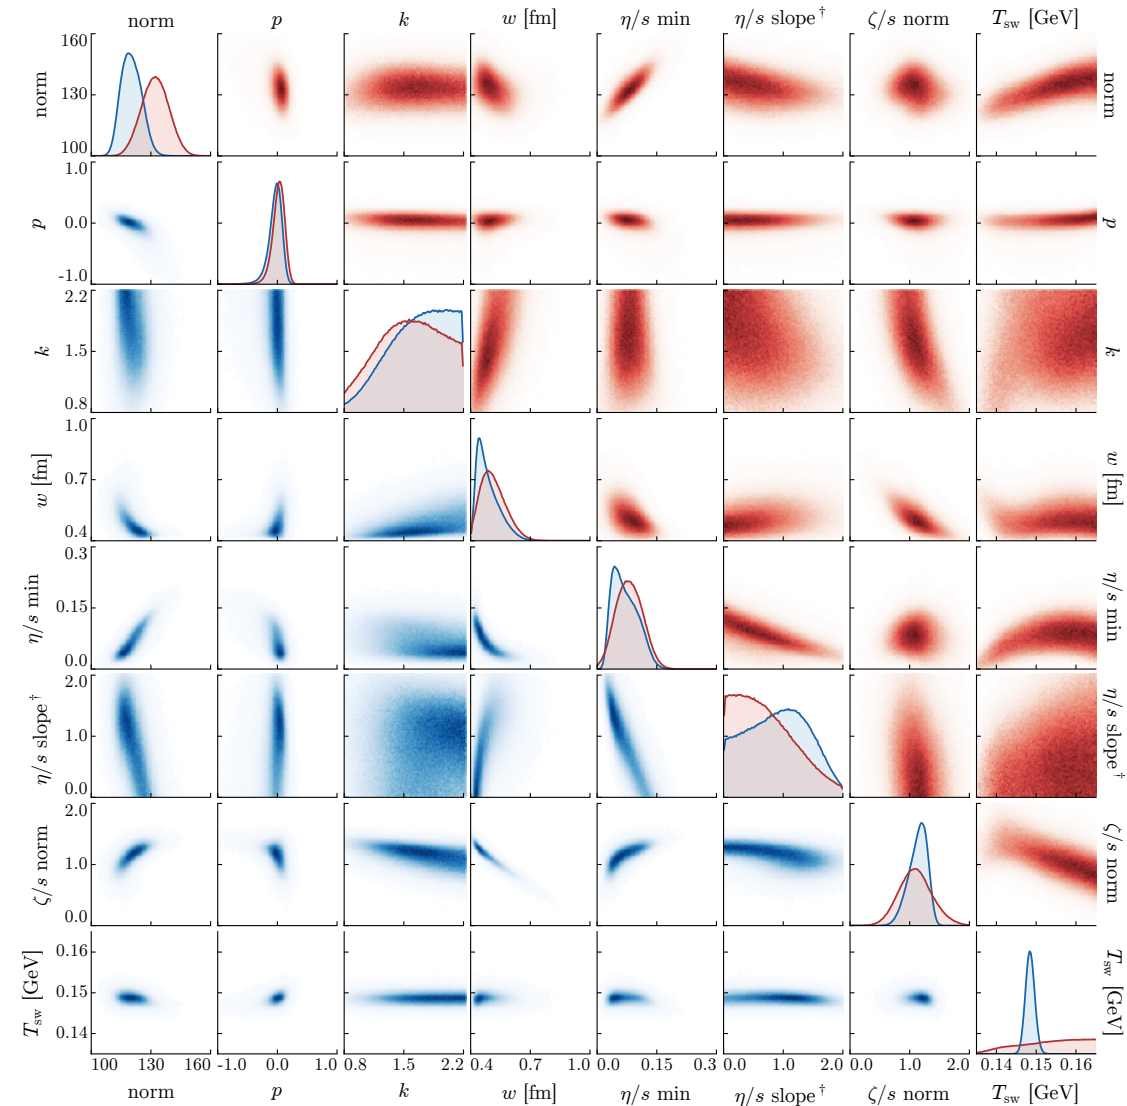 norm p k w [fm] η/s min η/s slope† ζ/s norm T_sw [GeV]
160
130
100
norm
norm
1.0
0.0
-1.0
p
p
2.2
1.5
0.8
k
k
1.0
0.7
0.4
w [fm]
w [fm]
0.3
0.15
0.0
η/s min
η/s min
2.0
1.0
0.0
η/s slope†
η/s slope†
2.0
1.0
0.0
ζ/s norm
ζ/s norm
0.16
0.15
0.14
T_sw [GeV]
T_sw [GeV]
100 130 160 -1.0 0.0 1.0 0.8 1.5 2.2 0.4 0.7 1.0 0.0 0.15 0.3 0.0 1.0 2.0 0.0 1.0 2.0 0.14 0.15 0.16
norm p k w [fm] η/s min η/s slope† ζ/s norm T_sw [GeV]